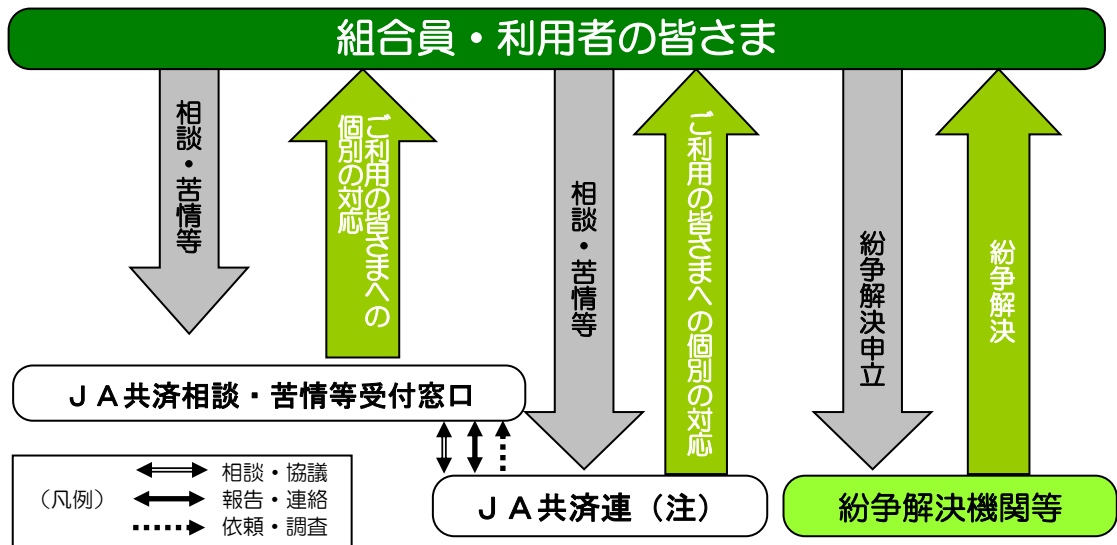 組合員・利用者の皆さま
相談・苦情等
ご利用の皆さまへの
個別の対応
相談・苦情等
ご利用の皆さまへの個別の対応
紛争解決申立
紛争解決
ＪＡ共済相談・苦情等受付窓口
ＪＡ共済連（注）
紛争解決機関等
（凡例）
相談・協議
報告・連絡
依頼・調査